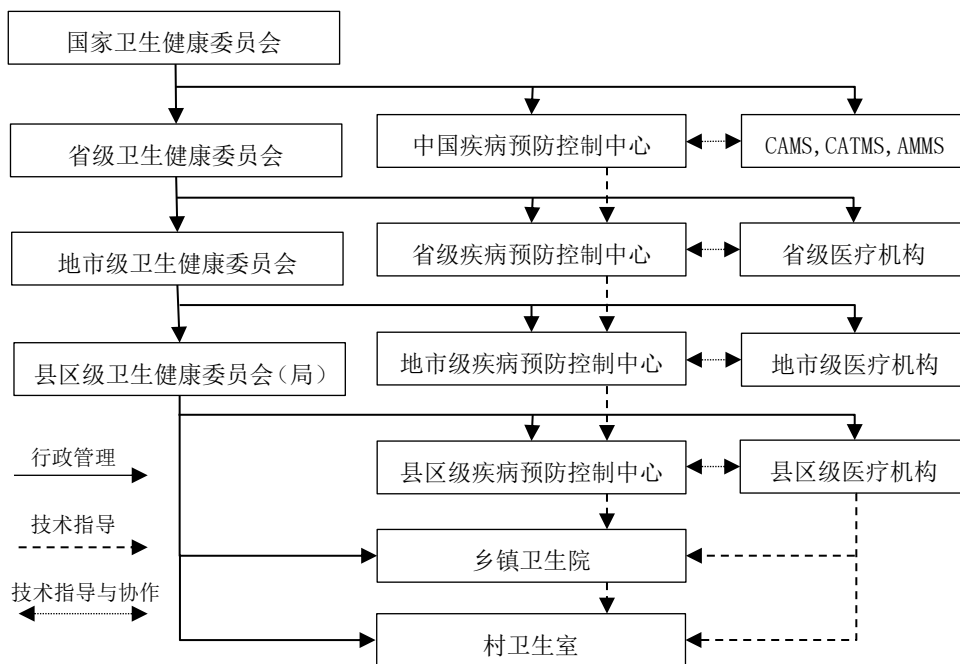 国家卫生健康委员会
省级卫生健康委员会
中国疾病预防控制中心
CAMS,CATMS,AMMS
地市级卫生健康委员会
省级疾病预防控制中心
省级医疗机构
县区级卫生健康委员会(局)
地市级疾病预防控制中心
地市级医疗机构
行政管理
县区级疾病预防控制中心
县区级医疗机构
技术指导
乡镇卫生院
技术指导与协作
村卫生室